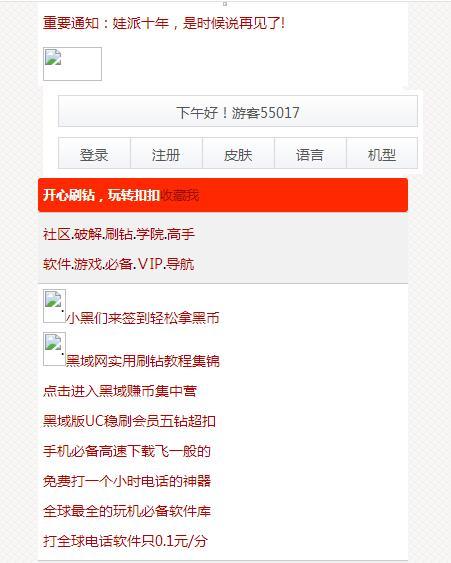 重要通知：娃派十年，是时候说再见了!
下午好！游客55017
登录 注册 皮肤 语言 机型
开心刷钻，玩转扣扣收藏我
社区.破解.刷钻.学院.高手
软件.游戏.必备.VIP.导航
小黑们来签到轻松拿黑币
黑域网实用刷钻教程集锦
点击进入黑域赚币集中营
黑域版UC稳刷会员五钻超扣
手机必备高速下载飞一般的
免费打一个小时电话的神器
全球最全的玩机必备软件库
打全球电话软件只0.1元/分